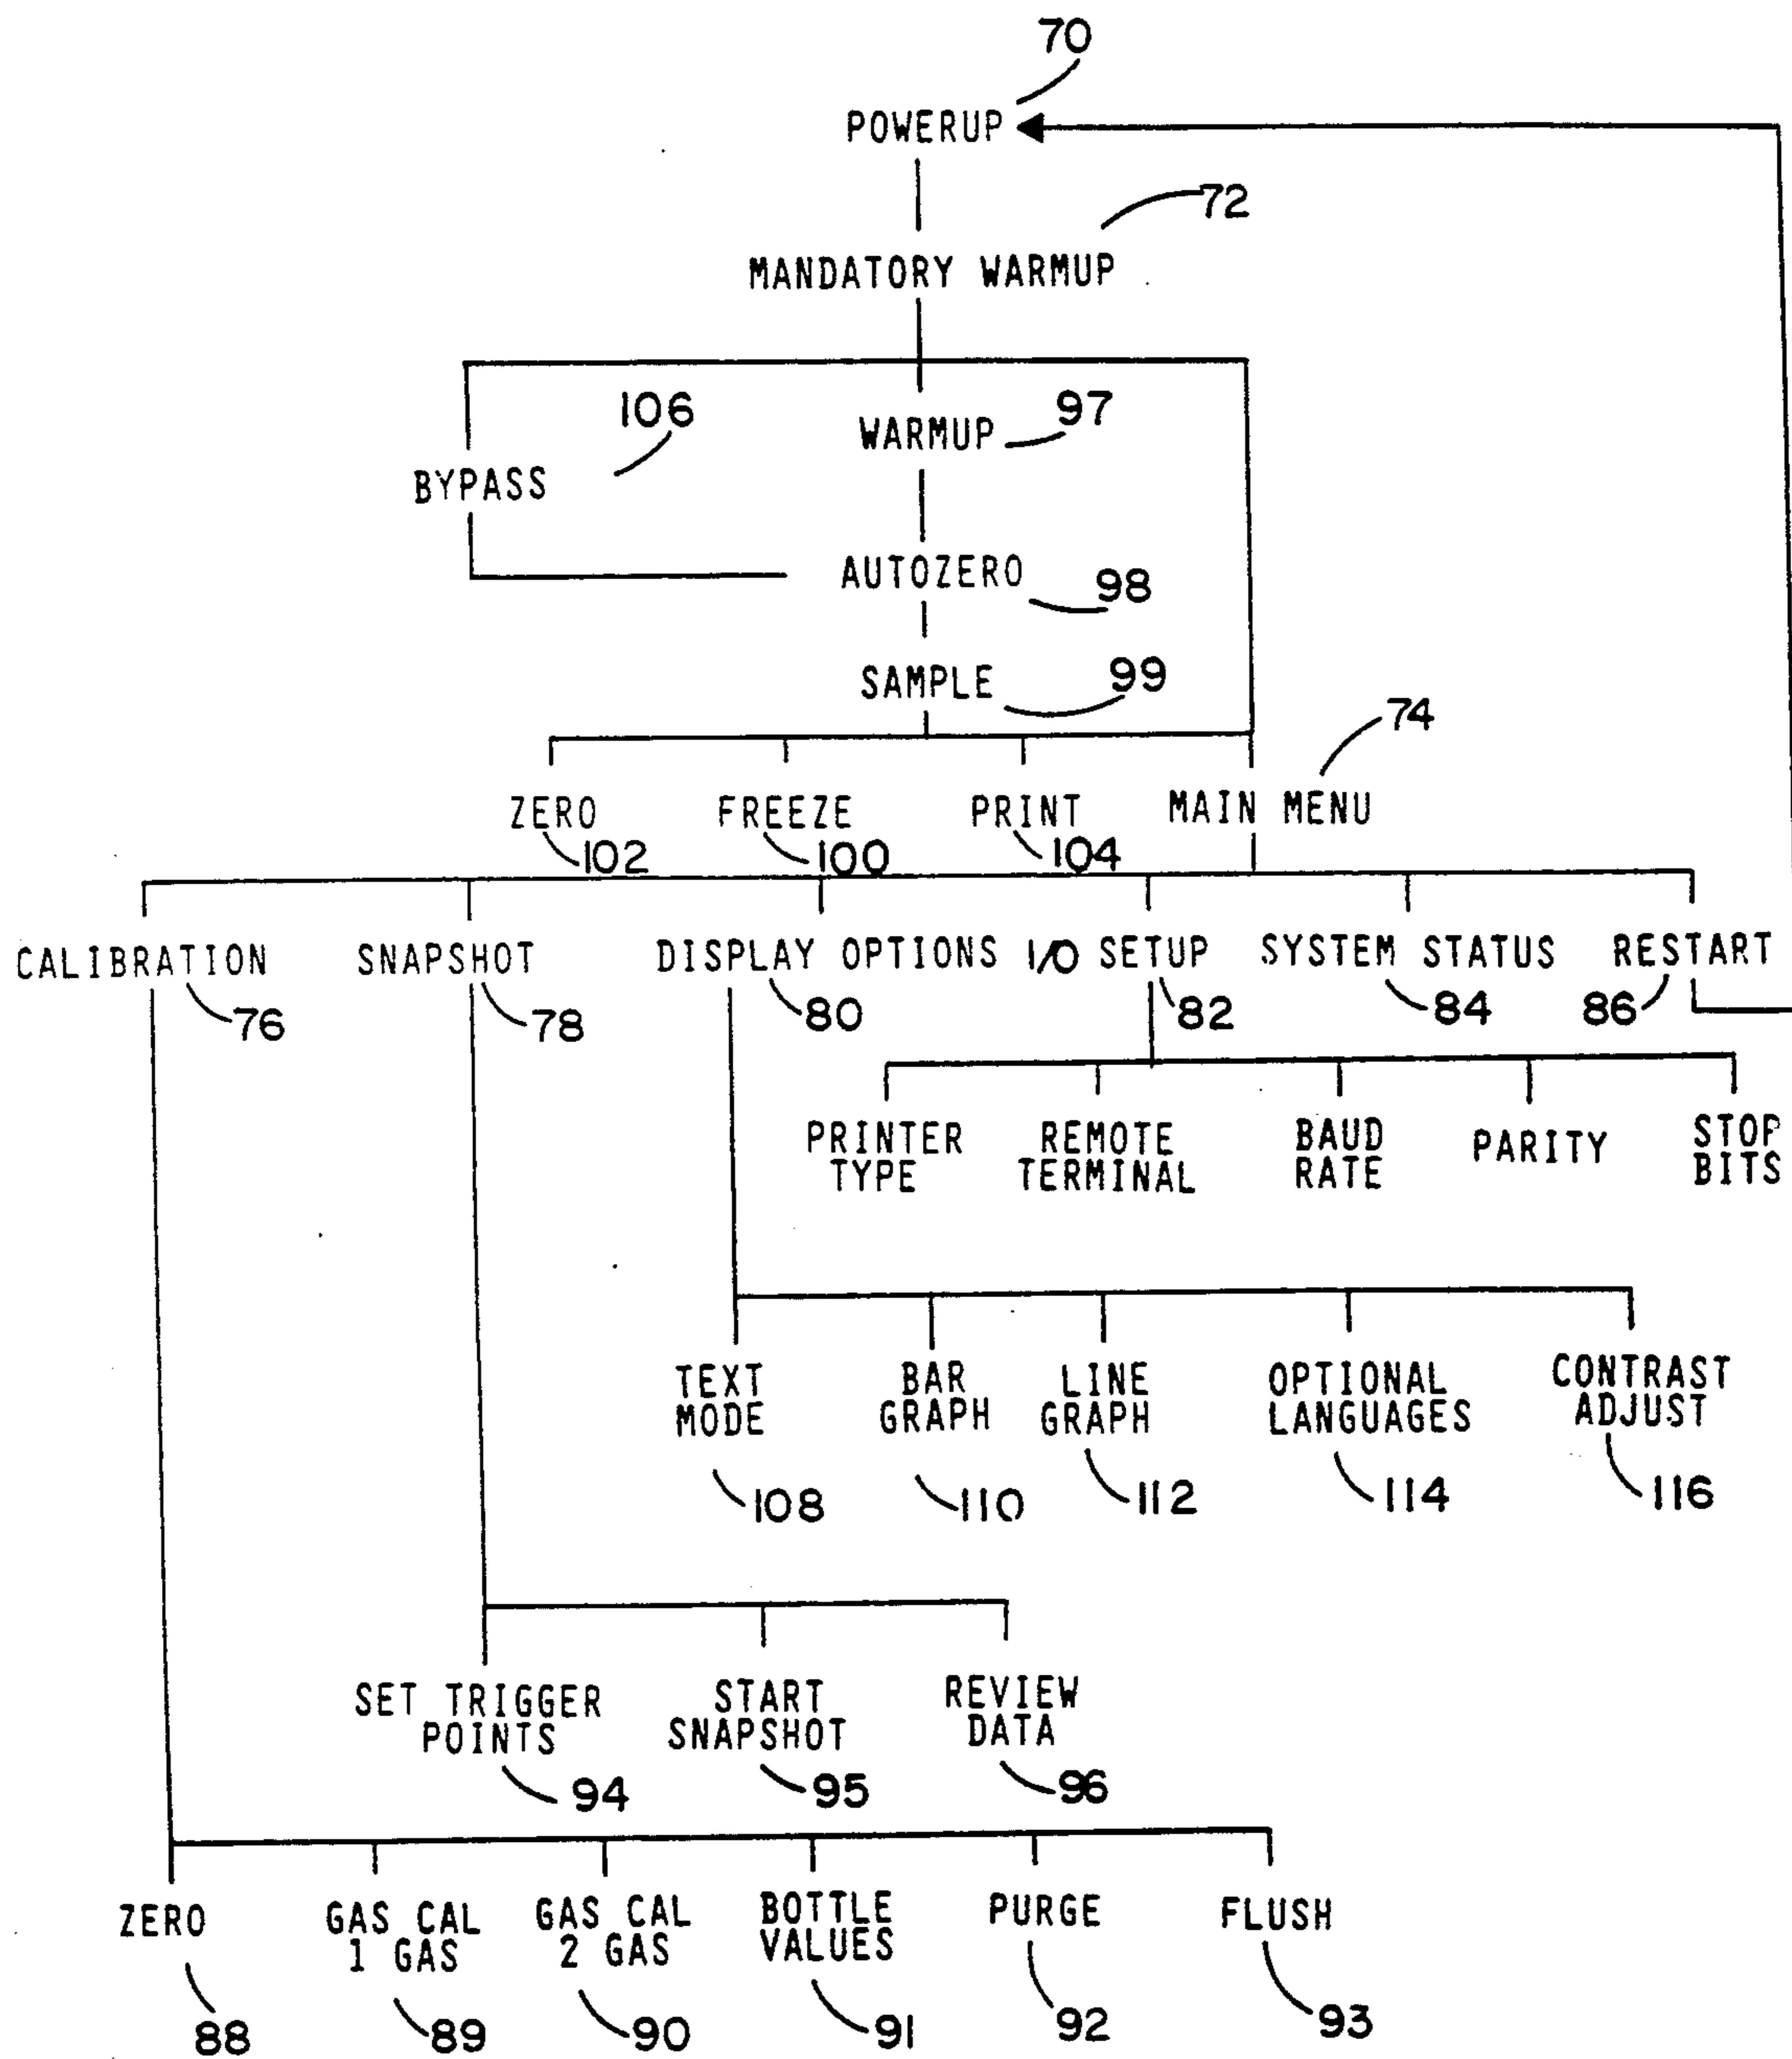 70
POWERUP
72
MANDATORY WARMUP
106
WARMUP
97
BYPASS
AUTOZERO
98
SAMPLE
99
74
ZERO
FREEZE
PRINT
MAIN MENU
102
100
104
CALIBRATION
SNAPSHOT
DISPLAY OPTIONS
I/O SETUP
SYSTEM STATUS
RESTART
76
78
80
82
84
86
PRINTER
TYPE
REMOTE
TERMINAL
BAUD
RATE
PARITY
STOP
BITS
TEXT
MODE
BAR
GRAPH
LINE
GRAPH
OPTIONAL
LANGUAGES
CONTRAST
ADJUST
108
110
112
114
116
SET TRIGGER
POINTS
START
SNAPSHOT
REVIEW
DATA
94
95
96
ZERO
GAS CAL
1 GAS
GAS CAL
2 GAS
BOTTLE
VALUES
PURGE
FLUSH
88
89
90
91
92
93